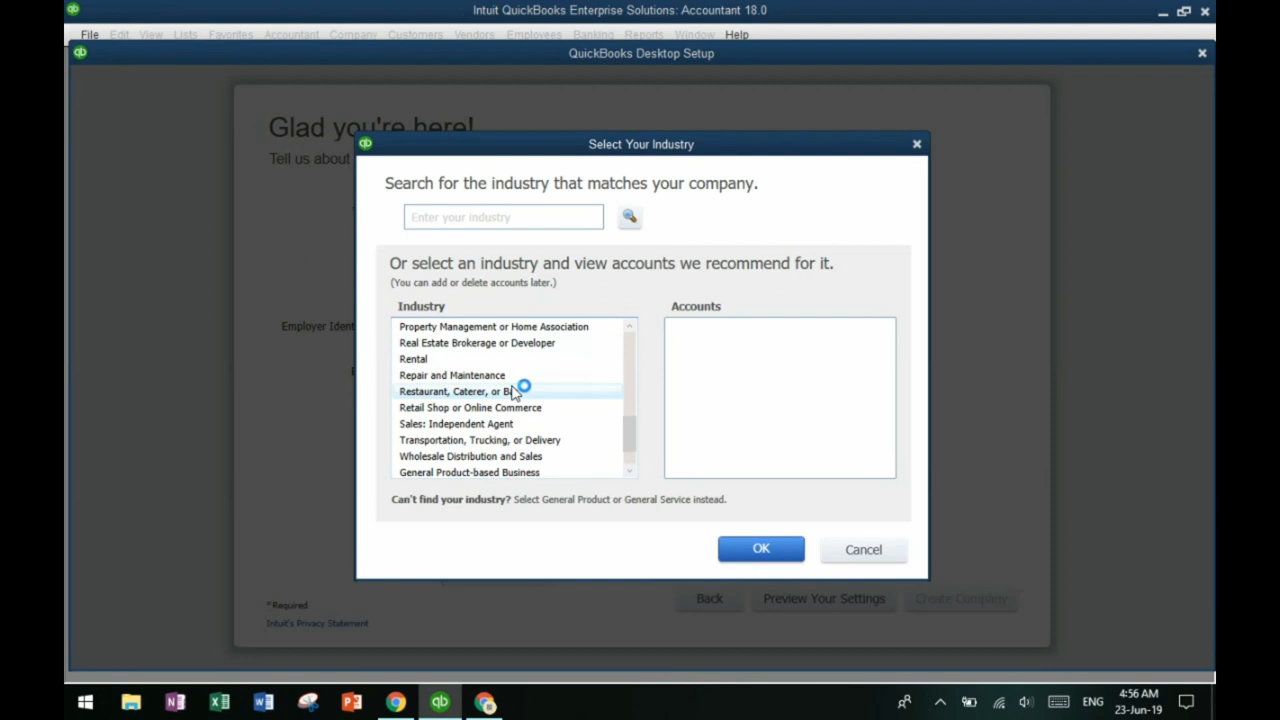 Intuit QuickBooks Enterprise Solutions: Accountant 18.0
File Edit View Lists Favorites Accountant Company Customers Vendors Employees Banking Reports Window Help
QuickBooks Desktop Setup
Glad you're here!
Tell us about
Select Your Industry
Search for the industry that matches your company.
Enter your industry
Or select an industry and view accounts we recommend for it.
(You can add or delete accounts later.)
Industry
Accounts
Employer Ident
Property Management or Home Association
Real Estate Brokerage or Developer
Rental
Repair and Maintenance
Restaurant, Caterer, or
Retail Shop or Online Commerce
Sales: Independent Agent
Transportation, Trucking, or Delivery
Wholesale Distribution and Sales
General Product-based Business
Can't find your industry? Select General Product or General Service instead.
OK
Cancel
*Required
Intuit's Privacy Statement
Back
Preview Your Settings
Create Company
ENG
4:56 AM
23-Jun-19